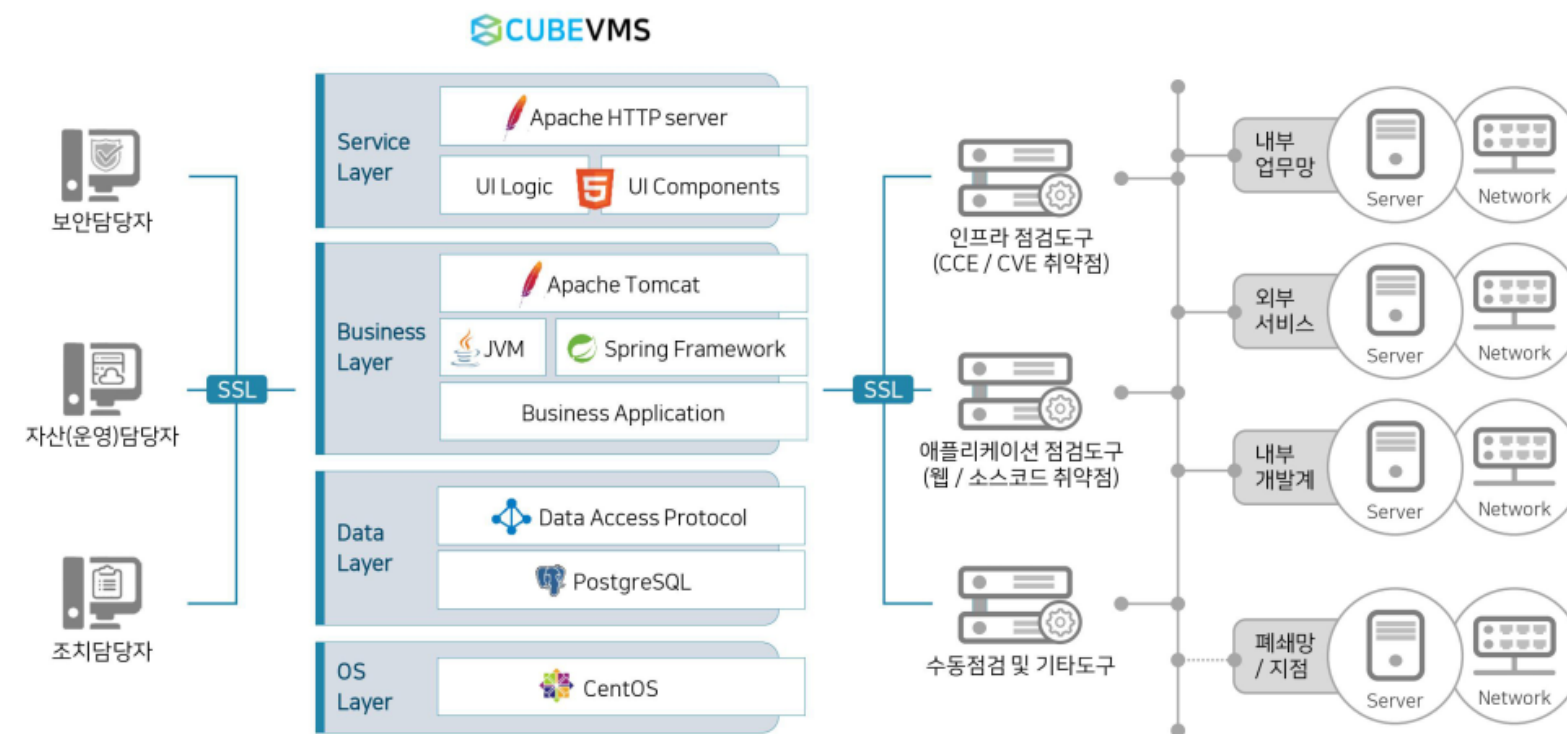 CUBEVMS
보안담당자
자산(운영)담당자
조치담당자
SSL
Service
Layer
Apache HTTP server
UI Logic
5
UI Components
Business
Layer
Apache Tomcat
JVM
Spring Framework
Business Application
Data
Layer
Data Access Protocol
PostgreSQL
OS
Layer
CentOS
SSL
인프라 점검도구
(CCE / CVE 취약점)
애플리케이션 점검도구
(웹 / 소스코드 취약점)
수동점검 및 기타도구
내부
업무망
Server
Network
외부
서비스
Server
Network
내부
개발계
Server
Network
폐쇄망
/ 지점
Server
Network